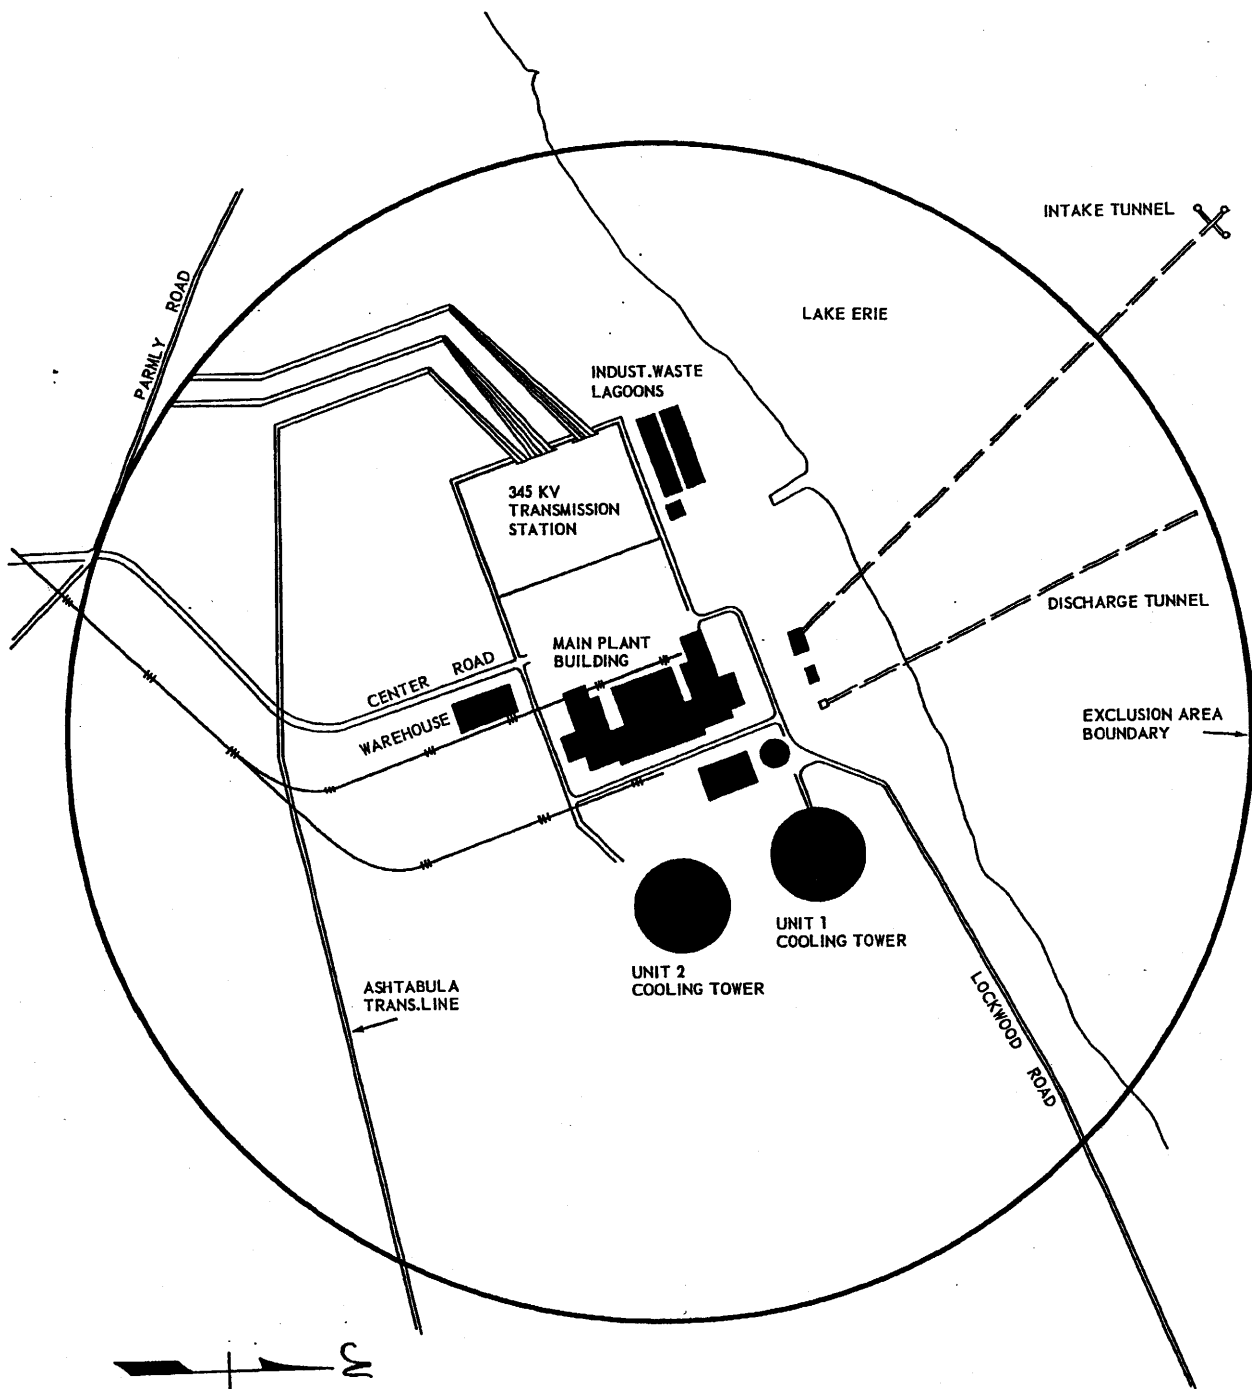 INTAKE TUNNEL
PARMLY ROAD
LAKE ERIE
INDUST.WASTE
LAGOONS
345 KV
TRANSMISSION
STATION
DISCHARGE TUNNEL
MAIN PLANT
BUILDING
CENTER ROAD
WAREHOUSE
EXCLUSION AREA
BOUNDARY
UNIT 1
COOLING TOWER
UNIT 2
COOLING TOWER
ASHTABULA
TRANS.LINE
LOCKWOOD ROAD